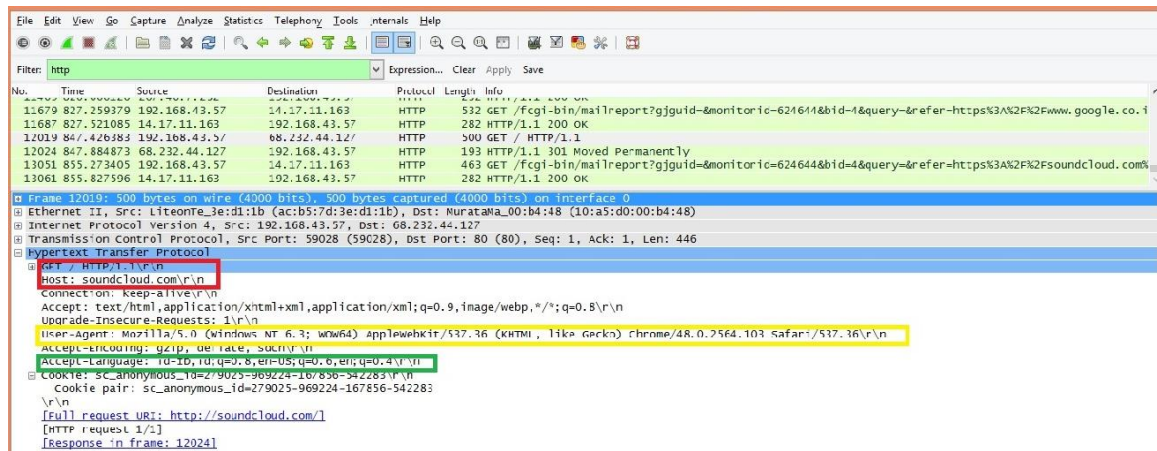 File Edit View Go Capture Analyze Statistics Telephony Tools Internals Help
Filter: http Expression... Clear Apply Save
No. Time Source Destination Protocol Length Info
11679 827.259379 192.168.43.57 14.17.11.163 HTTP 532 GET /fcgi-bin/mailreport?gjguid=&monitoric=624644&bid=4&query=&refer=https%3A%2F%2Fwww.google.co.i
11687 827.521085 14.17.11.163 192.168.43.57 HTTP 282 HTTP/1.1 200 OK
12019 847.426383 192.168.43.57 68.232.44.127 HTTP 500 GET / HTTP/1.1
12024 847.884873 68.232.44.127 192.168.43.57 HTTP 193 HTTP/1.1 301 Moved Permanently
13051 855.273405 192.168.43.57 14.17.11.163 HTTP 463 GET /fcgi-bin/mailreport?gjguid=&monitoric=624644&bid=4&query=&refer=https%3A%2F%2Fsoundcloud.com%
13061 855.827596 14.17.11.163 192.168.43.57 HTTP 282 HTTP/1.1 200 OK
Frame 12019: 500 bytes on wire (4000 bits), 500 bytes captured (4000 bits) on interface 0
Ethernet II, Src: LiteonTe_3e:d1:1b (ac:b5:7d:3e:d1:1b), Dst: MurataMa_00:b4:48 (10:a5:d0:00:b4:48)
Internet Protocol Version 4, Src: 192.168.43.57, Dst: 68.232.44.127
Transmission Control Protocol, Src Port: 59028 (59028), Dst Port: 80 (80), Seq: 1, Ack: 1, Len: 446
Hypertext Transfer Protocol
GET / HTTP/1.1\r\n
Host: soundcloud.com\r\n
Connection: keep-alive\r\n
Accept: text/html,application/xhtml+xml,application/xml;q=0.9,image/webp,*/*;q=0.8\r\n
Upgrade-Insecure-Requests: 1\r\n
User-Agent: Mozilla/5.0 (Windows NT 6.3; WOW64) AppleWebKit/537.36 (KHTML, like Gecko) Chrome/48.0.2564.103 Safari/537.36\r\n
Accept-Encoding: gzip, deflate, sdch\r\n
Accept-Language: id-ID,id;q=0.8,en-US;q=0.6,en;q=0.4\r\n
Cookie: sc_anonymous_id=279025-969224-167856-542283\r\n
Cookie pair: sc_anonymous_id=279025-969224-167856-542283
\r\n
[Full request URI: http://soundcloud.com/]
[HTTP request 1/1]
[Response in frame: 12024]